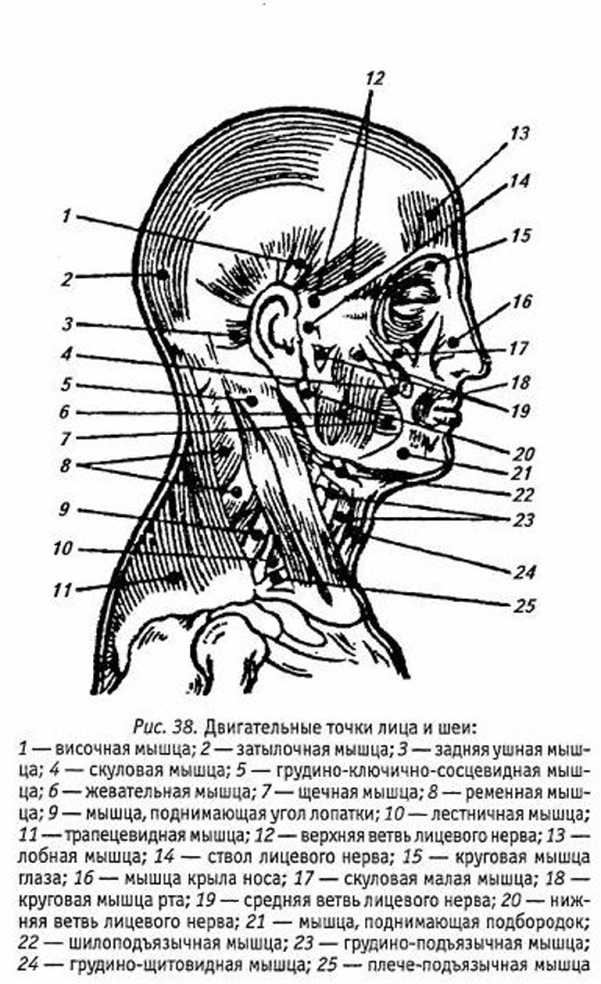 12
13
14
1
15
2
16
3
17
4
18
5
19
6
7
20
21
8
22
9
23
10
24
11
25
Рис. 38. Двигательные точки лица и шеи:
1 — височная мышца; 2 — затылочная мышца; 3 — задняя ушная мыш-
ца; 4 — скуловая мышца; 5 — грудино-ключично-сосцевидная мыш-
ца; 6 — жевательная мышца; 7 — щечная мышца; 8 — ременная мыш-
ца; 9 — мышца, поднимающая угол лопатки; 10 — лестничная мышца;
11 — трапецевидная мышца; 12 — верхняя ветвь лицевого нерва; 13 —
лобная мышца; 14 — ствол лицевого нерва; 15 — круговая мышца
глаза; 16 — мышца крыла носа; 17 — скуловая малая мышца; 18 —
круговая мышца рта; 19 — средняя ветвь лицевого нерва; 20 — ниж-
няя ветвь лицевого нерва; 21 — мышца, поднимающая подбородок;
22 — шилоподъязычная мышца; 23 — грудино-подъязычная мышца;
24 — грудино-щитовидная мышца; 25 — плече-подъязычная мышца